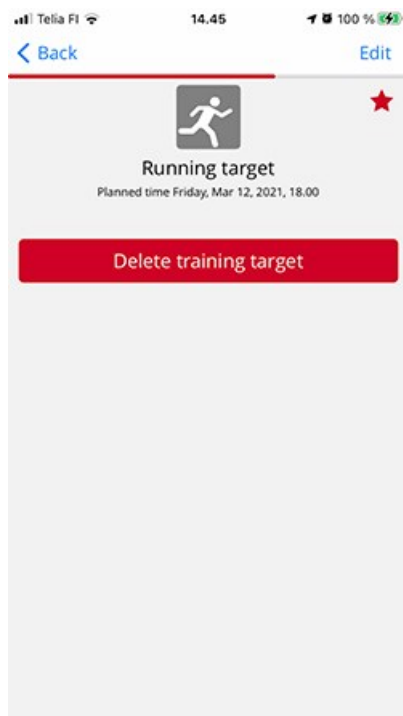 Telia FI 14.45 100 %
Back Edit
Running target
Planned time Friday, Mar 12, 2021, 18.00
Delete training target